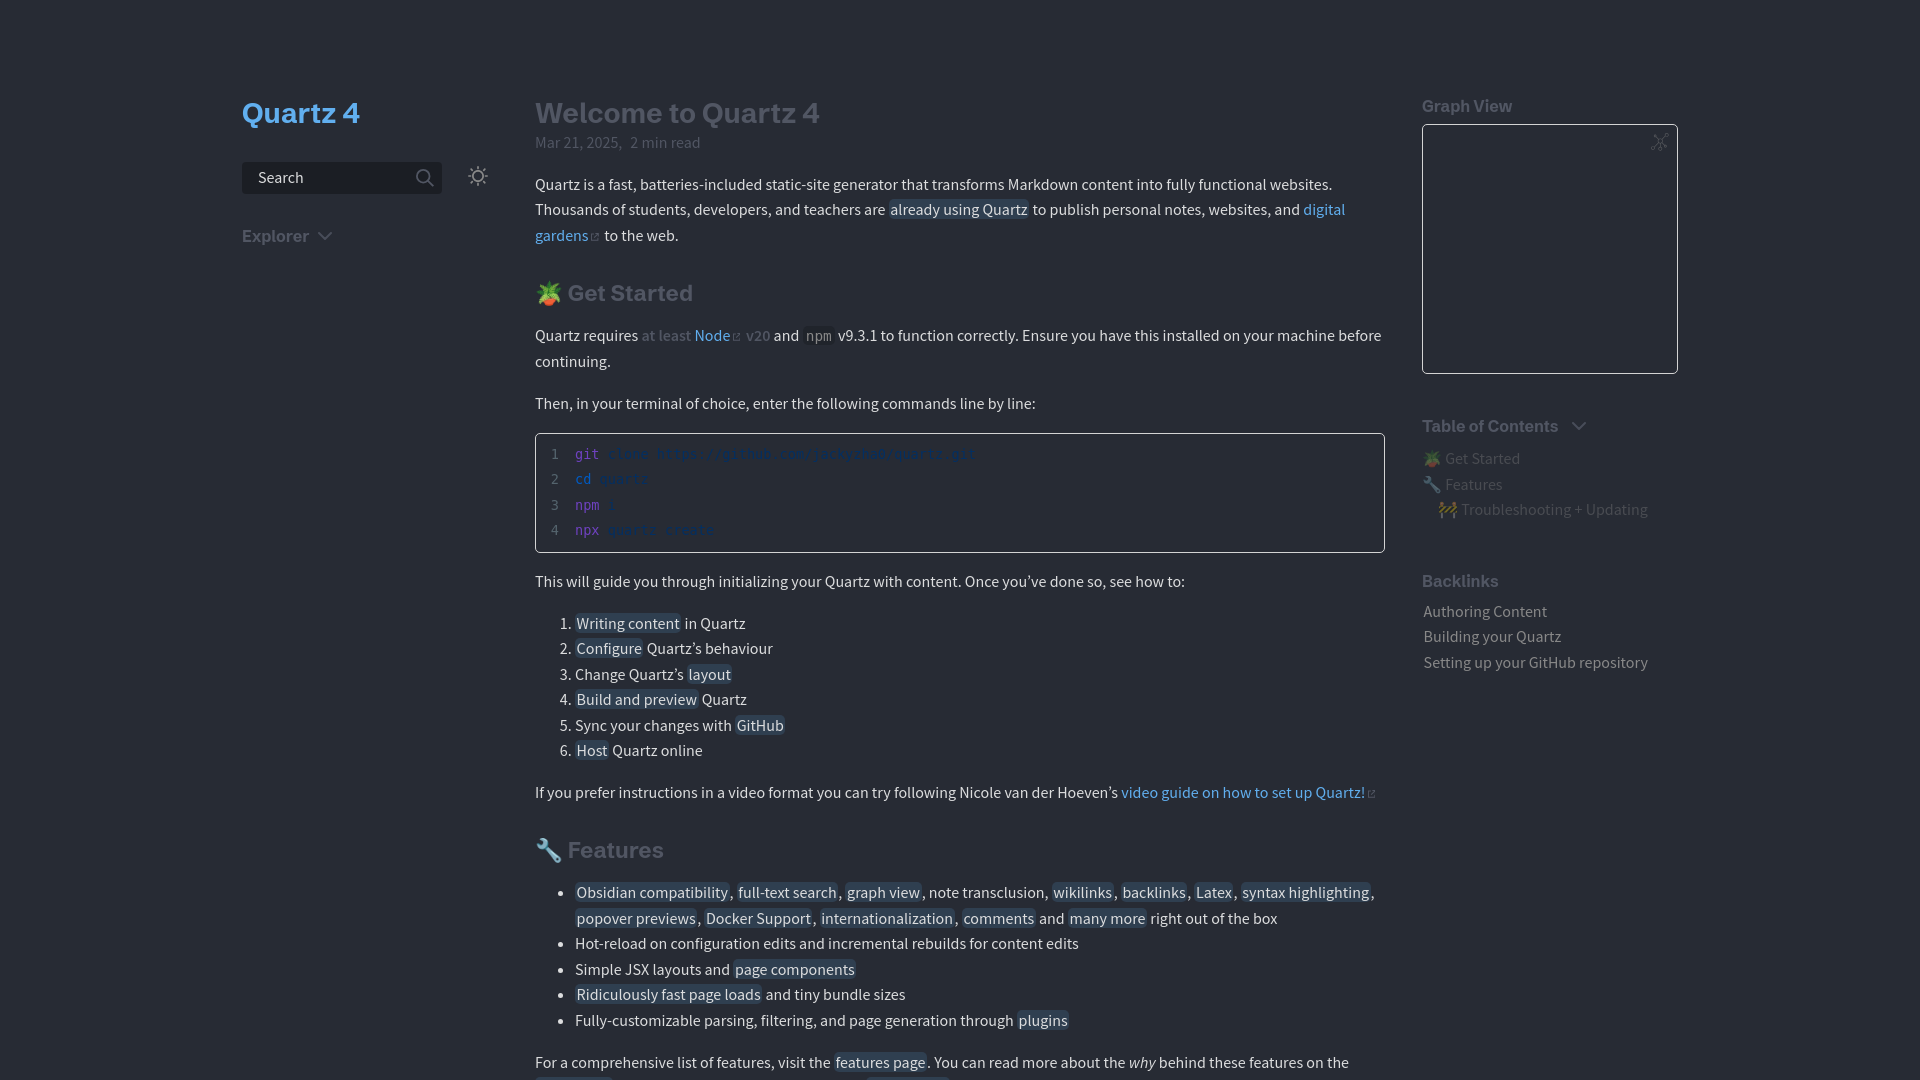 Quartz 4
Search
Explorer
Welcome to Quartz 4
Mar 21, 2025, 2 min read
Quartz is a fast, batteries-included static-site generator that transforms Markdown content into fully functional websites.
Thousands of students, developers, and teachers are already using Quartz to publish personal notes, websites, and digital
gardens to the web.
🪴 Get Started
Quartz requires at least Node v20 and npm v9.3.1 to function correctly. Ensure you have this installed on your machine before
continuing.
Then, in your terminal of choice, enter the following commands line by line:
1 git clone https://github.com/jackyzha0/quartz.git
2 cd quartz
3 npm i
4 npx quartz create
This will guide you through initializing your Quartz with content. Once you’ve done so, see how to:
1. Writing content in Quartz
2. Configure Quartz’s behaviour
3. Change Quartz’s layout
4. Build and preview Quartz
5. Sync your changes with GitHub
6. Host Quartz online
If you prefer instructions in a video format you can try following Nicole van der Hoeven’s video guide on how to set up Quartz!
🔧 Features
• Obsidian compatibility, full-text search, graph view, note transclusion, wikilinks, backlinks, Latex, syntax highlighting,
popover previews, Docker Support, internationalization, comments and many more right out of the box
• Hot-reload on configuration edits and incremental rebuilds for content edits
• Simple JSX layouts and page components
• Ridiculously fast page loads and tiny bundle sizes
• Fully-customizable parsing, filtering, and page generation through plugins
For a comprehensive list of features, visit the features page. You can read more about the why behind these features on the
Graph View
Table of Contents
🪴 Get Started
🔧 Features
🚧 Troubleshooting + Updating
Backlinks
Authoring Content
Building your Quartz
Setting up your GitHub repository